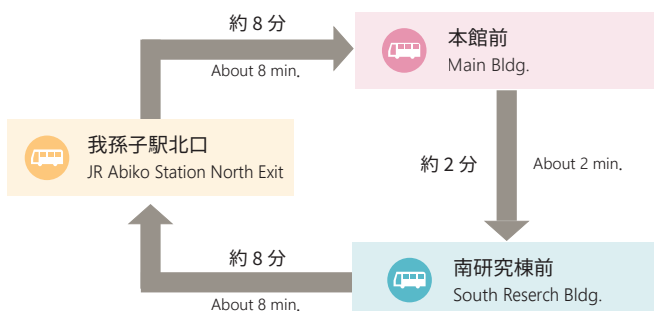 約 8 分
About 8 min.
本館前
Main Bldg.
我孫子駅北口
JR Abiko Station North Exit
約 2 分
About 2 min.
南研究棟前
South Reserch Bldg.
約 8 分
About 8 min.